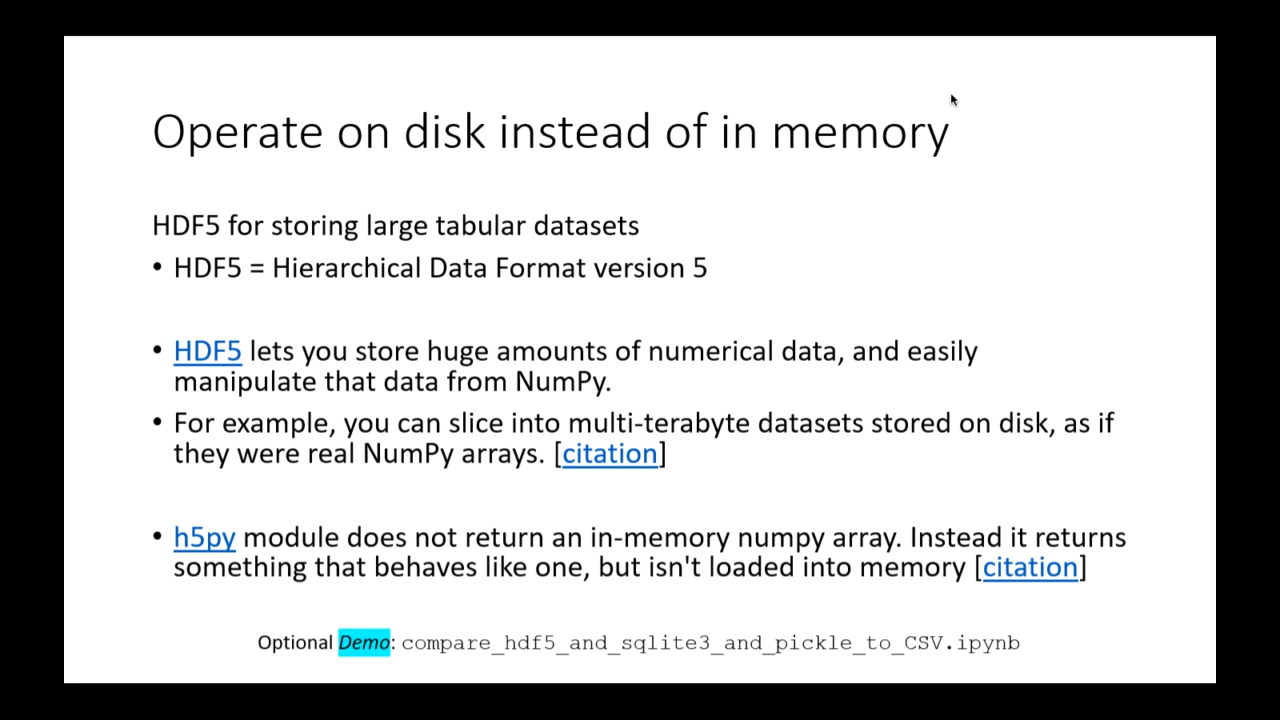 Operate on disk instead of in memory
HDF5 for storing large tabular datasets
• HDF5 = Hierarchical Data Format version 5
• HDF5 lets you store huge amounts of numerical data, and easily
manipulate that data from NumPy.
• For example, you can slice into multi-terabyte datasets stored on disk, as if
they were real NumPy arrays. [citation]
• h5py module does not return an in-memory numpy array. Instead it returns
something that behaves like one, but isn't loaded into memory [citation]
Optional Demo: compare_hdf5_and_sqlite3_and_pickle_to_CSV.ipynb